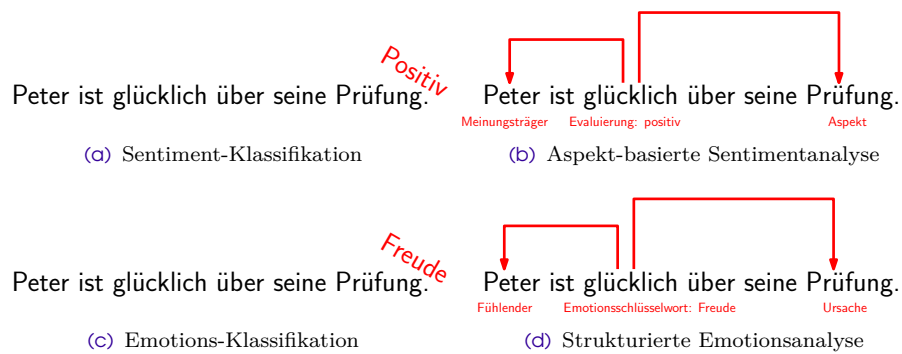 Positiv
Peter ist glücklich über seine Prüfung.
(a) Sentiment-Klassifikation
Peter ist glücklich über seine Prüfung.
Meinungsträger Evaluierung: positiv Aspekt
(b) Aspekt-basierte Sentimentanalyse
Freude
Peter ist glücklich über seine Prüfung.
(c) Emotions-Klassifikation
Peter ist glücklich über seine Prüfung.
Fühlender Emotionsschlüsselwort: Freude Ursache
(d) Strukturierte Emotionsanalyse